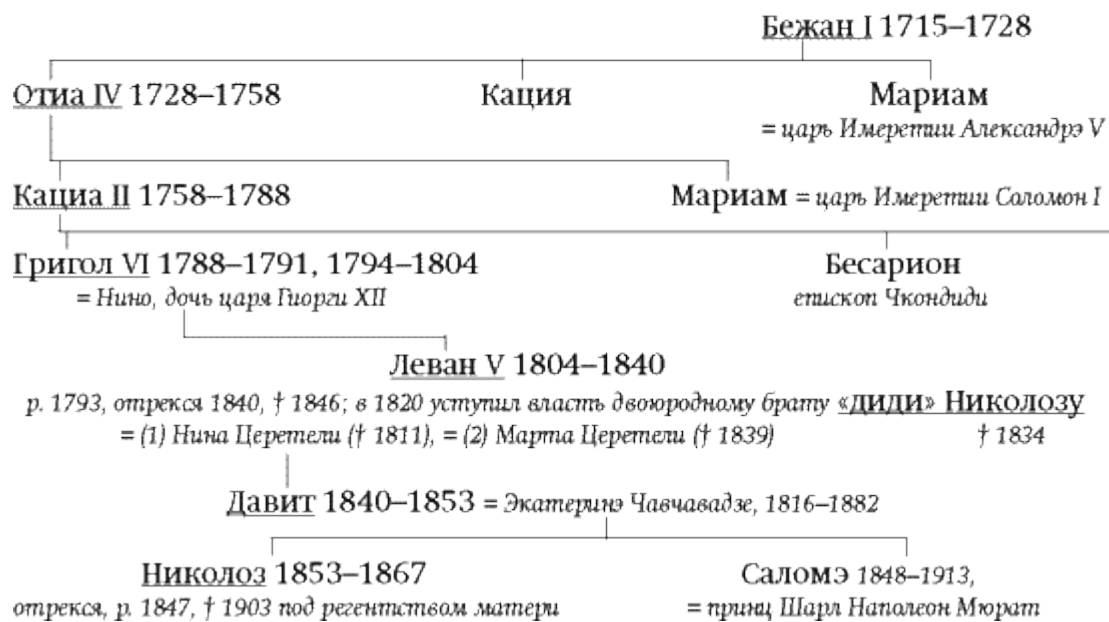 Бежан I 1715–1728
Отиа IV 1728–1758 Кация Мариам
= царь Имеретии Александрэ V
Кациа II 1758–1788 Мариам = царь Имеретии Соломон I
Григол VI 1788–1791, 1794–1804 Бесарион
= Нино, дочь царя Гиорги XII епископ Чкондиди
Леван V 1804–1840
р. 1793, отрекся 1840, † 1846; в 1820 уступил власть двоюродному брату «диди» Николозу
= (1) Нина Церетели († 1811), = (2) Марта Церетели († 1839) † 1834
Давит 1840–1853 = Экатеринэ Чавчавадзе, 1816–1882
Николоз 1853–1867 Саломэ 1848–1913,
отрекся, р. 1847, † 1903 под регентством матери = принц Шарл Наполеон Мюрат